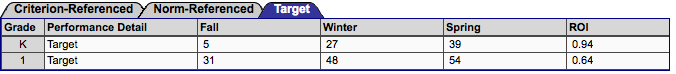 Criterion-Referenced Norm-Referenced Target
Grade Performance Detail Fall Winter Spring ROI
K Target 5 27 39 0.94
1 Target 31 48 54 0.64